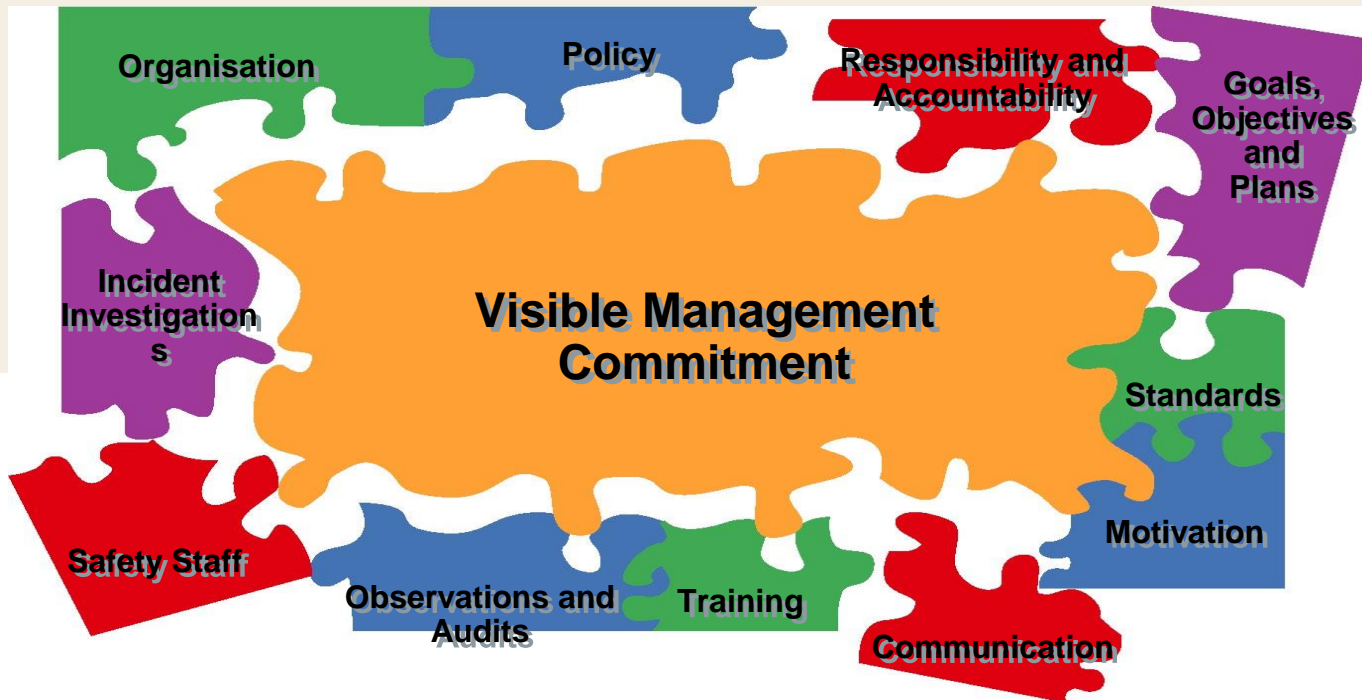 Organisation
Policy
Responsibility and
Accountability
Goals,
Objectives
and
Plans
Incident
Investigation
s
Visible Management
Commitment
Standards
Motivation
Safety Staff
Observations and
Audits
Training
Communication